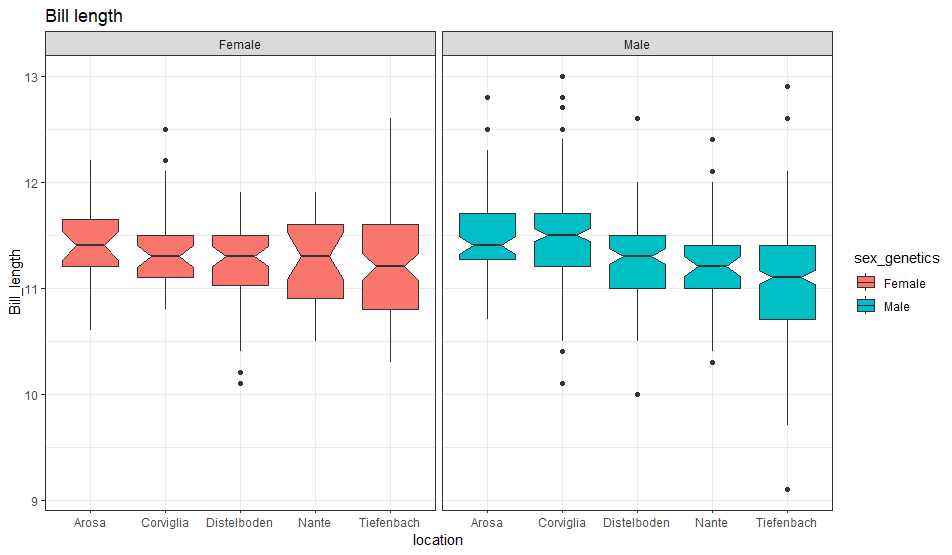 Bill length
Female Male
13
12
11
10
9
Bill_length
Arosa Corviglia Distelboden Nante Tiefenbach Arosa Corviglia Distelboden Nante Tiefenbach
location
sex_genetics
Female
Male